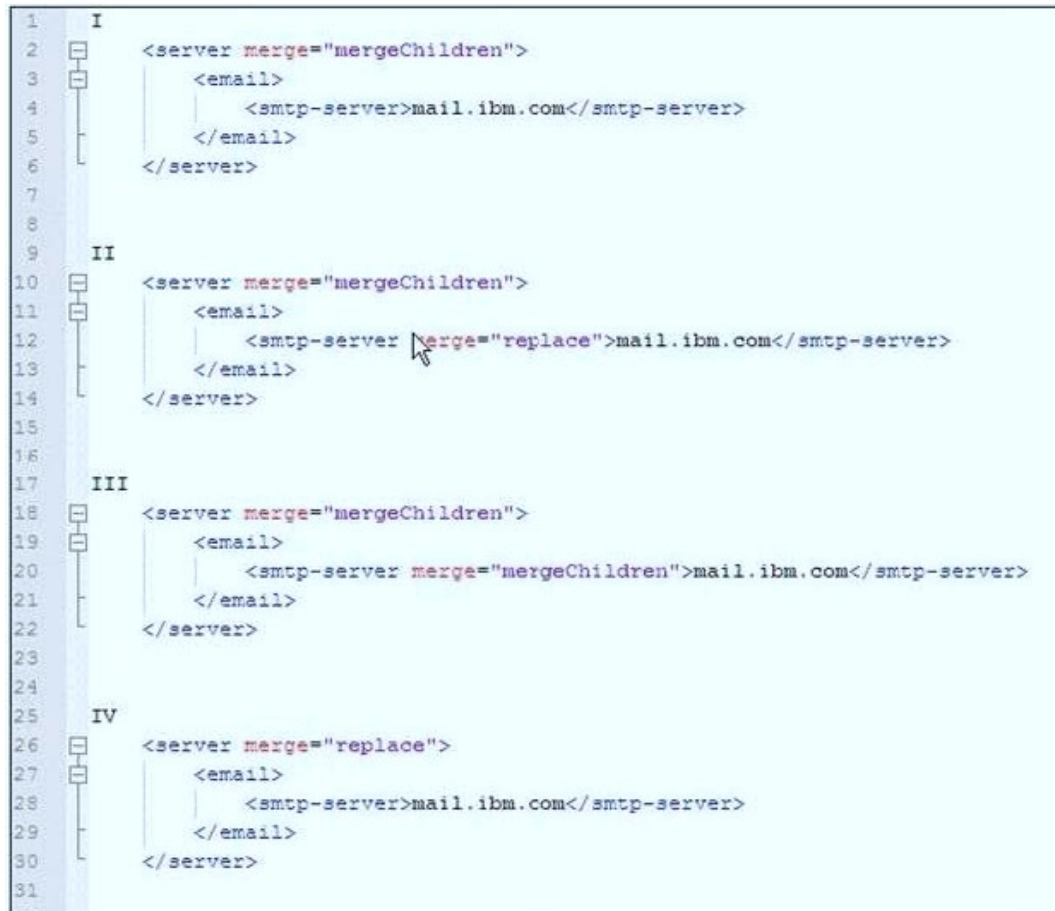 1 I
2 <server merge="mergeChildren">
3 <email>
4 <smtp-server>mail.ibm.com</smtp-server>
5 </email>
6 </server>
7
8
9 II
10 <server merge="mergeChildren">
11 <email>
12 <smtp-server merge="replace">mail.ibm.com</smtp-server>
13 </email>
14 </server>
15
16
17 III
18 <server merge="mergeChildren">
19 <email>
20 <smtp-server merge="mergeChildren">mail.ibm.com</smtp-server>
21 </email>
22 </server>
23
24
25 IV
26 <server merge="replace">
27 <email>
28 <smtp-server>mail.ibm.com</smtp-server>
29 </email>
30 </server>
31